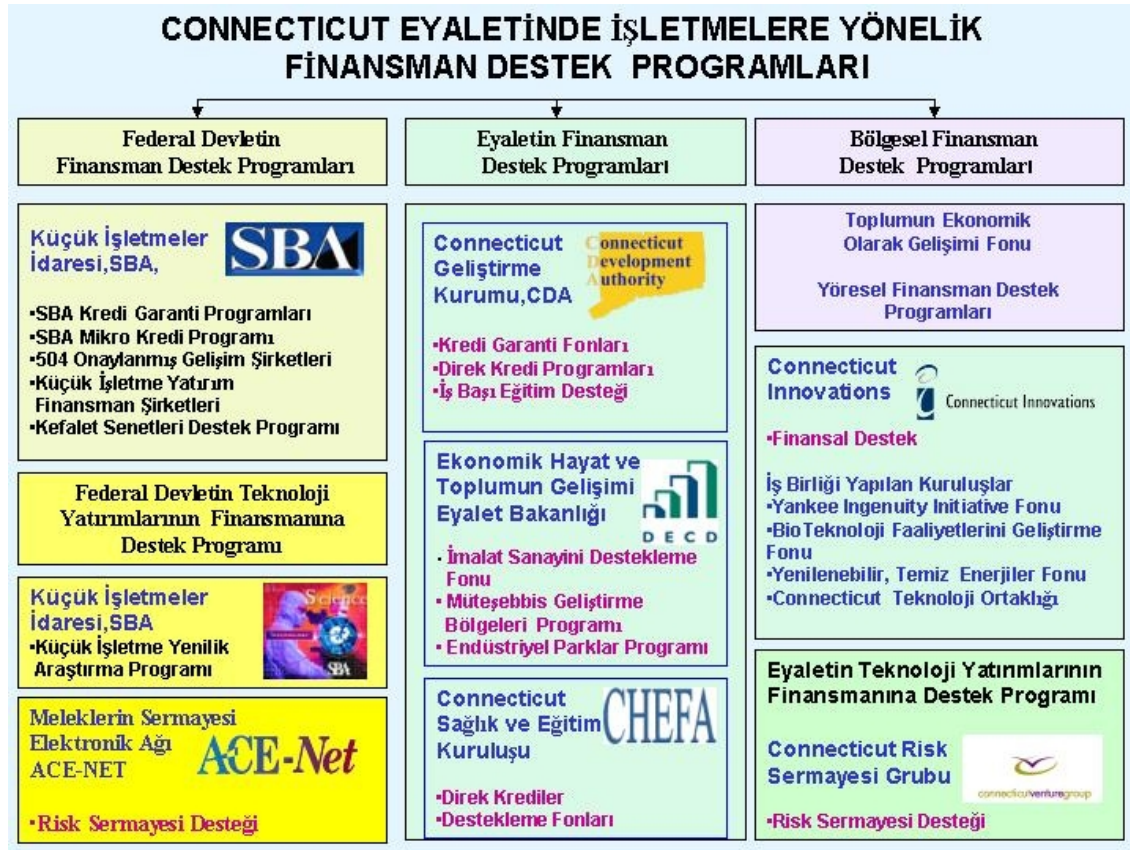 CONNECTICUT EYALETİNDE İŞLETMELERE YÖNELİK
FİNANSMAN DESTEK PROGRAMLARI
Federal Devletin
Finansman Destek Programları
Küçük İşletmeler
İdaresi,SBA,
SBA
•SBA Kredi Garanti Programları
•SBA Mikro Kredi Programı
•504 Onaylanmış Gelişim Şirketleri
•Küçük İşletme Yatırım
Finansman Şirketleri
•Kefalet Senetleri Destek Programı
Federal Devletin Teknoloji
Yatırımlarının Finansmanına
Destek Programı
Küçük İşletmeler
İdaresi,SBA
•Küçük İşletme Yenilik
Araştırma Programı
Science
SBA
Meleklerin Sermayesi
Elektronik Ağı
ACE-NET
ACE-Net
•Risk Sermayesi Desteği
Eyaletin Finansman
Destek Programları
Connecticut
Geliştirme
Kurumu,CDA
Connecticut
Development
Authority
•Kredi Garanti Fonları
•Direk Kredi Programları
•İş Başı Eğitim Desteği
Ekonomik Hayat ve
Toplumun Gelişimi
Eyalet Bakanlığı
DECD
• İmalat Sanayini Destekleme
Fonu
• Müteşebbis Geliştirme
Bölgeleri Programı
• Endüstriyel Parklar Programı
Connecticut
Sağlık ve Eğitim
Kuruluşu
CHEFA
•Direk Krediler
•Destekleme Fonları
Bölgesel Finansman
Destek Programları
Toplumun Ekonomik
Olarak Gelişimi Fonu
Yöresel Finansman Destek
Programları
Connecticut
Innovations
Connecticut Innovations
•Finansal Destek
İş Birliği Yapılan Kuruluşlar
•Yankee Ingenuity Initiative Fonu
•BioTeknoloji Faaliyetlerini Geliştirme
Fonu
•Yenilenebilir, Temiz Enerjiler Fonu
•Connecticut Teknoloji Ortaklığı
Eyaletin Teknoloji Yatırımlarının
Finansmanına Destek Programı
Connecticut Risk
Sermayesi Grubu
connecticutventuregroup
•Risk Sermayesi Desteği